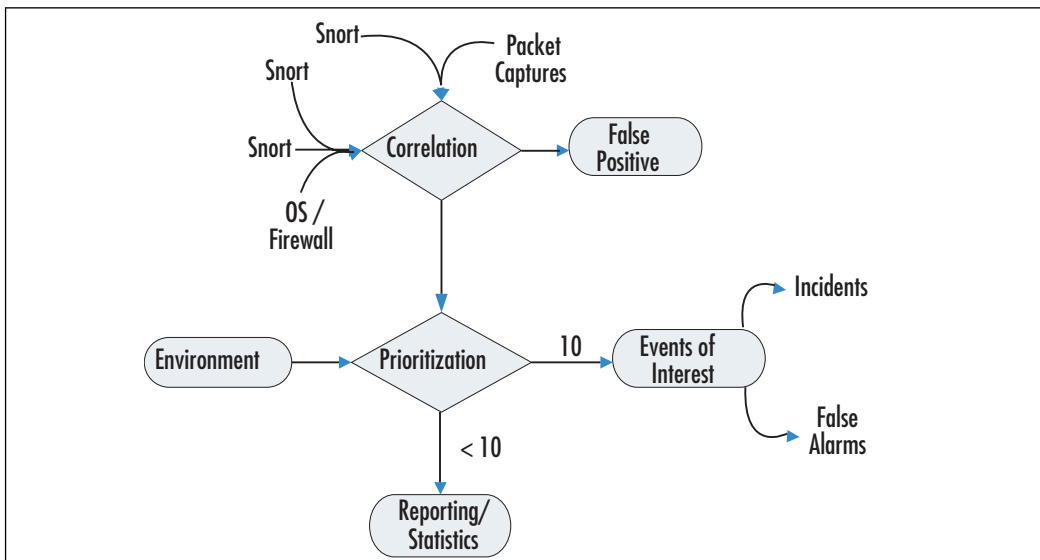 Snort
Packet
Captures
Snort
Snort
OS /
Firewall
Correlation
False
Positive
Environment
Prioritization
10
Events of
Interest
Incidents
False
Alarms
< 10
Reporting/
Statistics